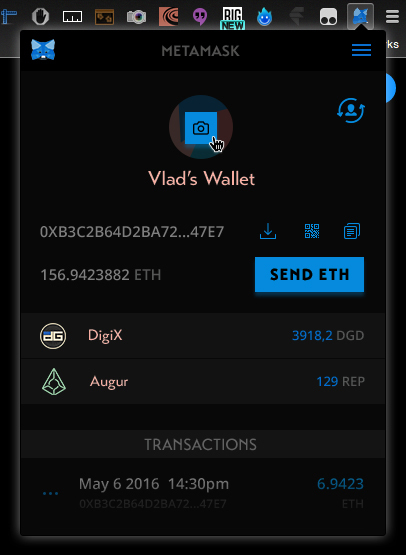 BIG
NEW
ks
METAMASK
Vlad's Wallet
0XB3C2B64D2BA72...47E7
156.9423882 ETH
SEND ETH
DigiX
3918,2 DGD
Augur
129 REP
TRANSACTIONS
... May 6 2016 14:30pm 6.9423
0XB3C2B64D2BA72...47E7 ETH